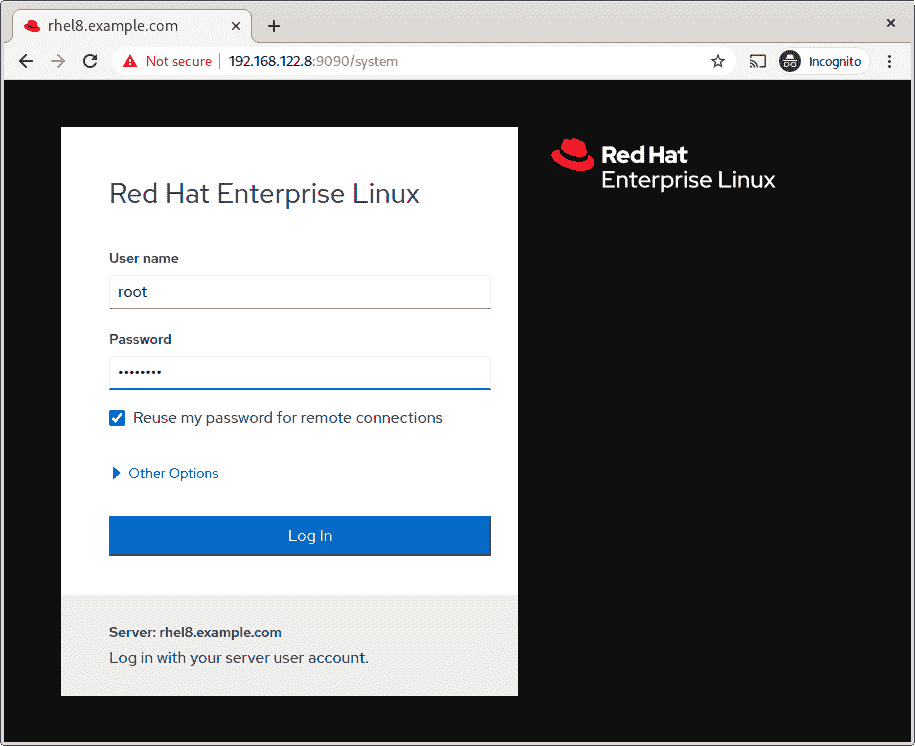 rhel8.example.com
Not secure
192.168.122.8:9090/system
Incognito
Red Hat
Enterprise Linux
Red Hat Enterprise Linux
User name
root
Password
••••••••
Reuse my password for remote connections
Other Options
Log In
Server: rhel8.example.com
Log in with your server user account.